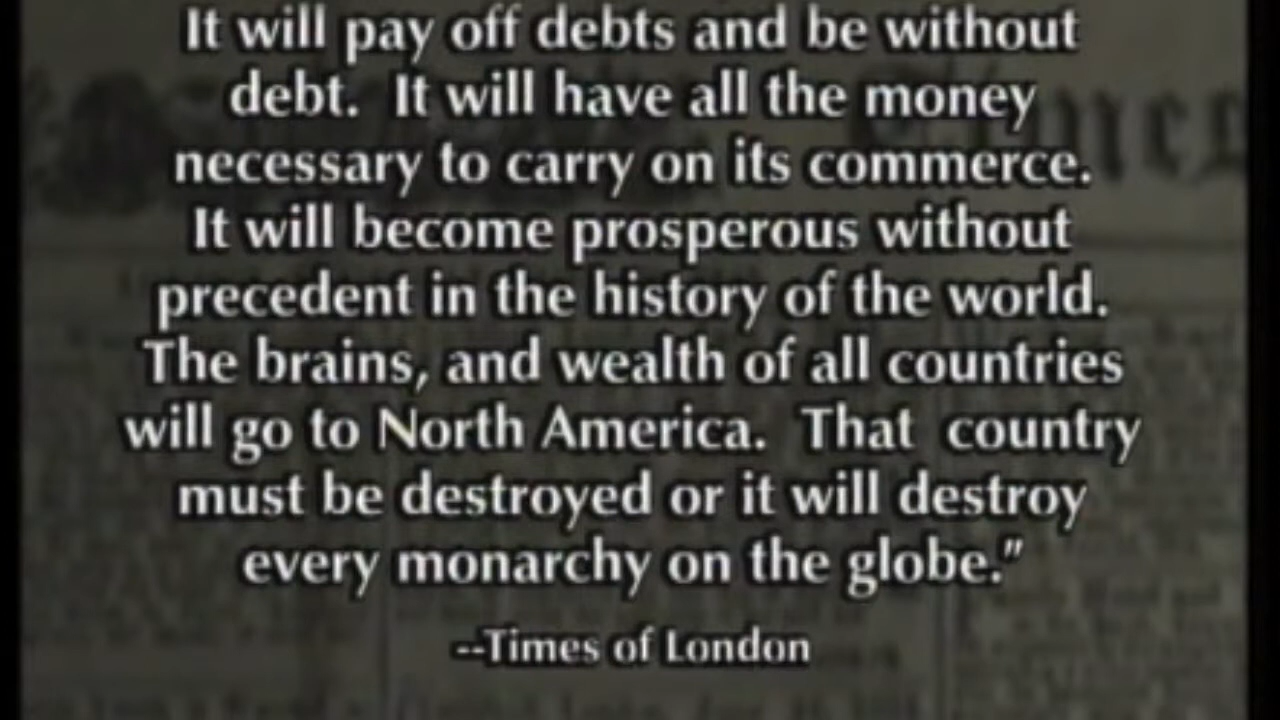 It will pay off debts and be without
debt. It will have all the money
necessary to carry on its commerce.
It will become prosperous without
precedent in the history of the world.
The brains, and wealth of all countries
will go to North America. That country
must be destroyed or it will destroy
every monarchy on the globe."
--Times of London